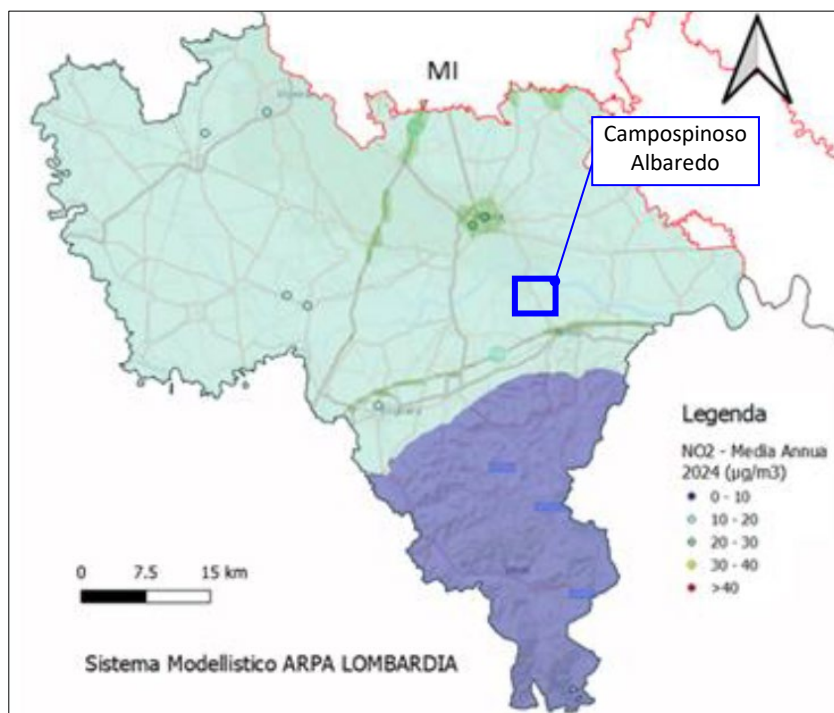 MI
Campospinoso
Albaredo
Legenda
NO2 - Media Annua
2024 (µg/m3)
0 - 10
10 - 20
20 - 30
30 - 40
>40
0 7.5 15 km
Sistema Modellistico ARPA LOMBARDIA